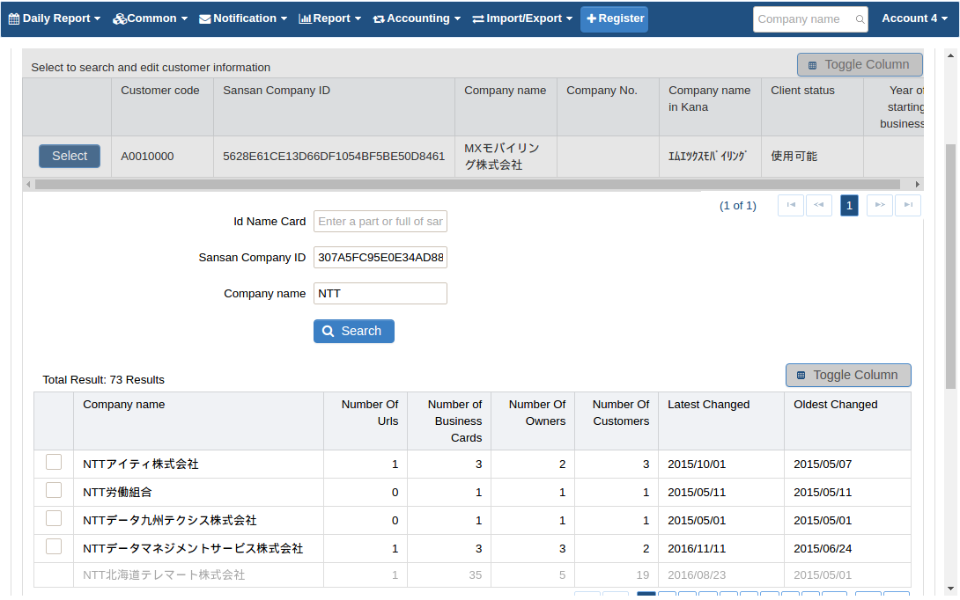 Daily Report Common Notification Report Accounting Import/Export Register Company name Account 4
Select to search and edit customer information Toggle Column
Customer code Sansan Company ID Company name Company No. Company name in Kana Client status Year of starting business
Select A0010000 5628E61CE13D66DF1054BF5BE50D8461 MXモバイリング株式会社 ｴﾑｴｯｸｽﾓﾊﾞｲﾘﾝｸﾞ 使用可能
(1 of 1) 1
Id Name Card Enter a part or full of sar
Sansan Company ID 307A5FC95E0E34AD88
Company name NTT
Search
Total Result: 73 Results Toggle Column
Company name Number Of Urls Number of Business Cards Number Of Owners Number Of Customers Latest Changed Oldest Changed
NTTアイティ株式会社 1 3 2 3 2015/10/01 2015/05/07
NTT労働組合 0 1 1 1 2015/05/11 2015/05/11
NTTデータ九州テクシス株式会社 0 1 1 1 2015/05/01 2015/05/01
NTTデータマネジメントサービス株式会社 1 3 3 2 2016/11/11 2015/06/24
NTT北海道テレマート株式会社 1 35 5 19 2016/08/23 2015/05/01